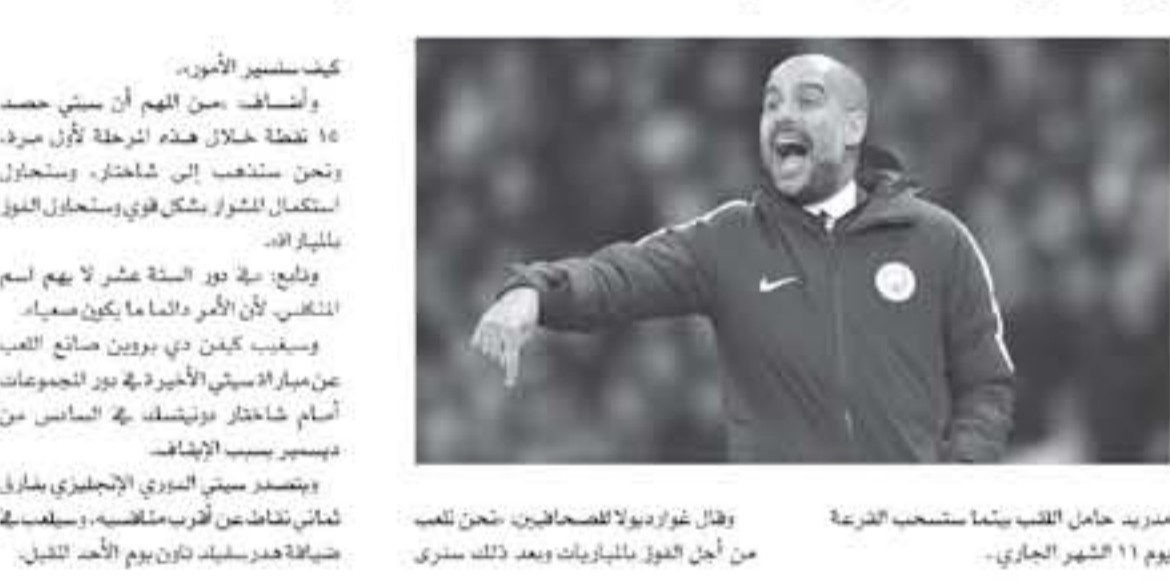 مدريد حامل اللقب بينما ستسحب القرعة
يوم ١١ الشهر الجاري.
وقال غوارديولا للصحافيين، «نحن نلعب
من أجل الفوز بالمباريات وبعد ذلك سنرى
كيف ستسير الأمور».
وأضاف، «من المهم أن سيتي حصد
١٥ نقطة خلال هذه المرحلة لأول مرة،
ونحن سنذهب إلى شاختار، وسنحاول
استكمال المشوار بشكل قوي وسنحاول الفوز
بالمباراة».
وتابع: «في دور الستة عشر لا يهم اسم
المنافس، لأن الأمر دائما ما يكون صعبا».
وسيغيب كيفن دي بروين صانع اللعب
عن مباراة سيتي الأخيرة في دور المجموعات
أمام شاختار دونيتسك في السادس من
ديسمبر بسبب الإيقاف.
ويتصدر سيتي الدوري الإنجليزي بفارق
ثماني نقاط عن أقرب منافسيه، وسيلعب في
ضيافة هدرسفيلد تاون يوم الأحد المقبل.